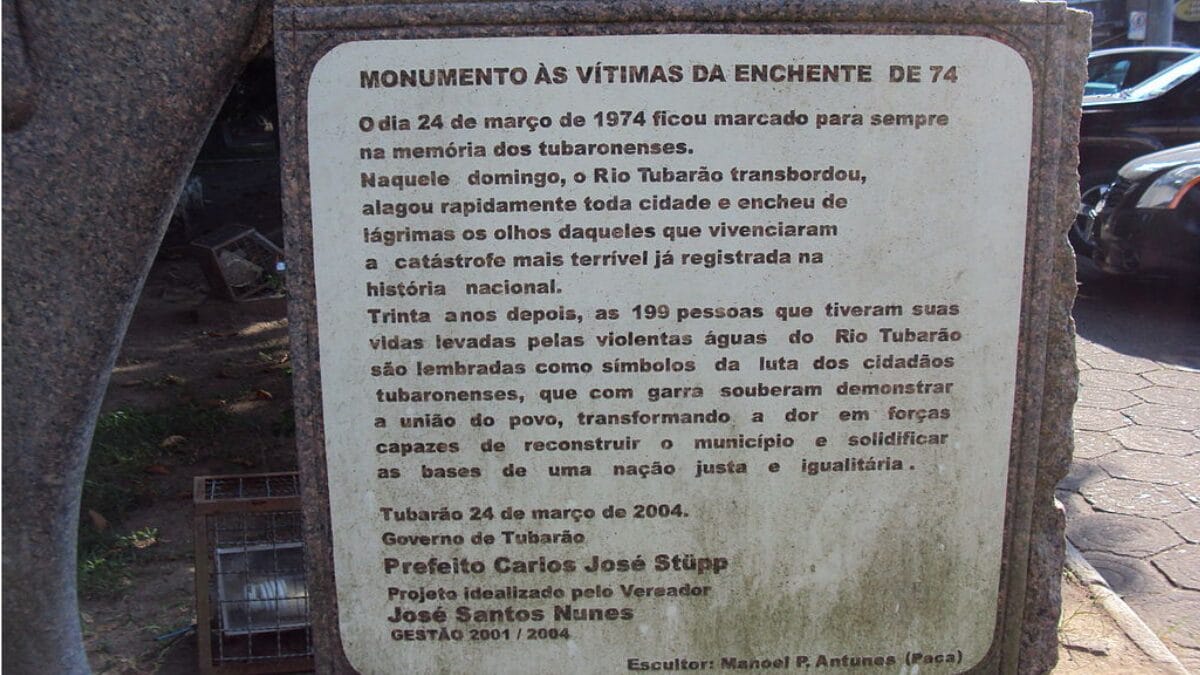 MONUMENTO ÀS VÍTIMAS DA ENCHENTE DE 74
O dia 24 de março de 1974 ficou marcado para sempre
na memória dos tubaronenses.
Naquele domingo, o Rio Tubarão transbordou,
alagou rapidamente toda cidade e encheu de
lágrimas os olhos daqueles que vivenciaram
a catástrofe mais terrível já registrada na
história nacional.
Trinta anos depois, as 199 pessoas que tiveram suas
vidas levadas pelas violentas águas do Rio Tubarão
são lembradas como símbolos da luta dos cidadãos
tubaronenses, que com garra souberam demonstrar
a união do povo, transformando a dor em forças
capazes de reconstruir o município e solidificar
as bases de uma nação justa e igualitária.
Tubarão 24 de março de 2004.
Governo de Tubarão
Prefeito Carlos José Stüpp
Projeto idealizado pelo Vereador
José Santos Nunes
GESTÃO 2001 / 2004
Escultor: Manoel P. Antunes (Paca)